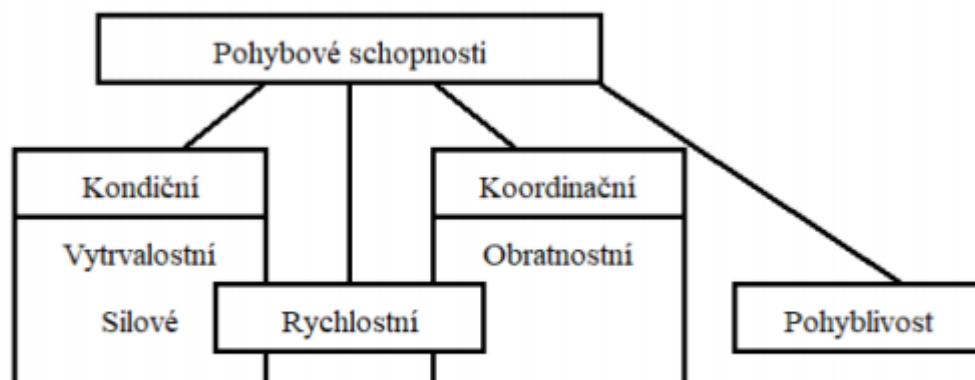 Pohybové schopnosti
Kondiční
Koordinační
Vytrvalostní
Obratnostní
Silové
Rychlostní
Pohyblivost